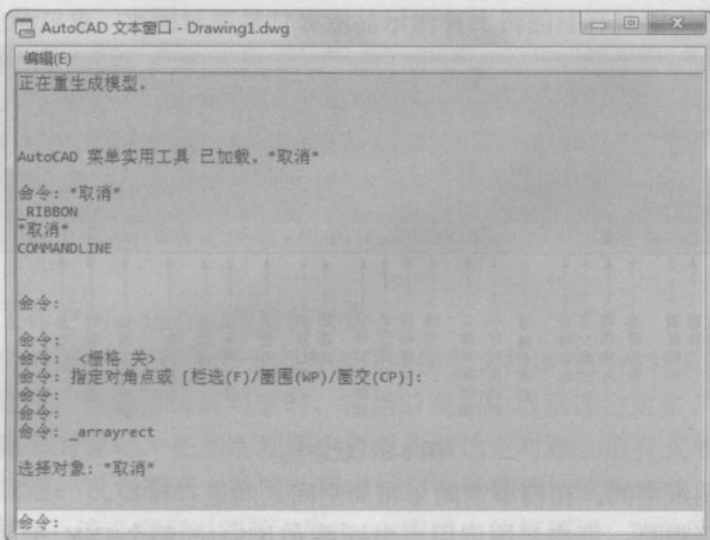 AutoCAD 文本窗口 - Drawing1.dwg
编辑(E)
正在重生成模型。
AutoCAD 菜单实用工具 已加载。*取消*
命令: *取消*
_RIBBON
*取消*
COMMANDLINE
命令:
命令:
命令: <栅格 关>
命令: 指定对角点或 [栏选(F)/圈围(WP)/圈交(CP)]:
命令:
命令:
命令: _arrayrect
选择对象: *取消*
命令: